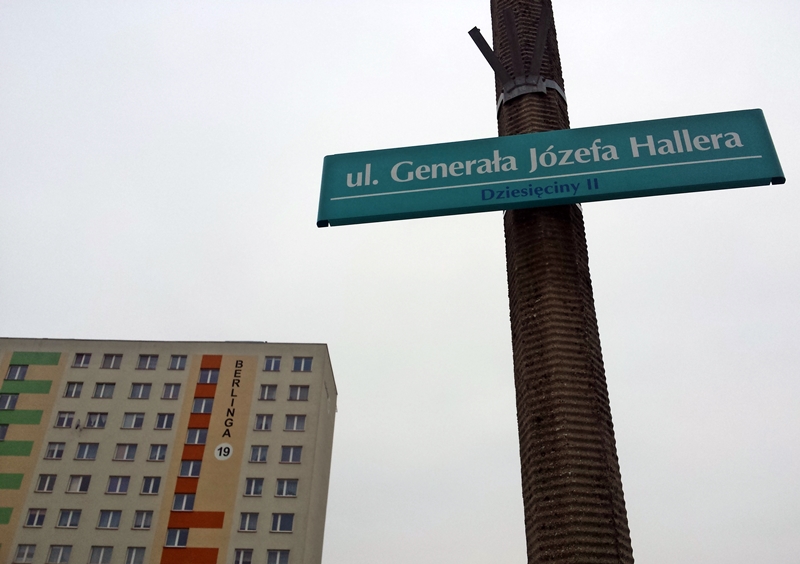 ul. Generała Józefa Hallera
Dziesięciny II
BERLINGA
19